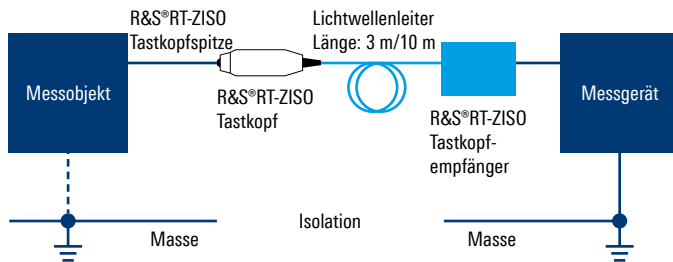 R&S®RT-ZISO
Tastkopfspitze
Lichtwellenleiter
Länge: 3 m/10 m
Messobjekt
R&S®RT-ZISO
Tastkopf
R&S®RT-ZISO
Tastkopf-
empfänger
Messgerät
Isolation
Masse
Masse